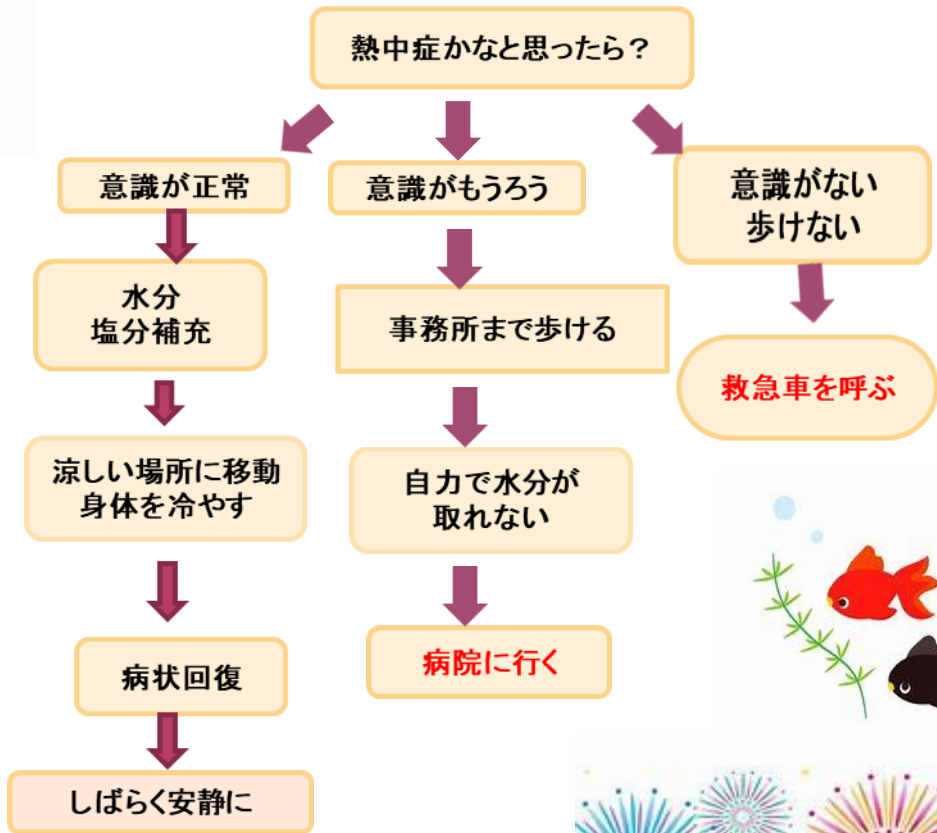 熱中症かなと思ったら?
意識が正常
水分
塩分補充
涼しい場所に移動
身体を冷やす
病状回復
しばらく安静に
意識がもうろう
事務所まで歩ける
自力で水分が
取れない
病院に行く
意識がない
歩けない
救急車を呼ぶ